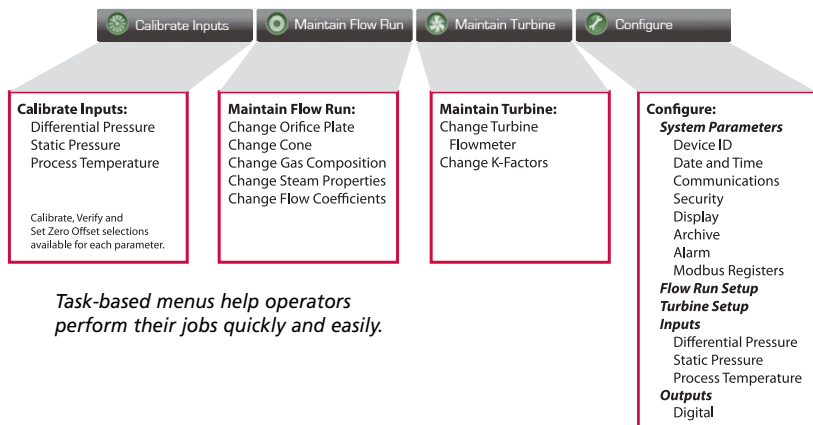 Calibrate Inputs
Maintain Flow Run
Maintain Turbine
Configure
Calibrate Inputs:
Differential Pressure
Static Pressure
Process Temperature
Calibrate, Verify and
Set Zero Offset selections
available for each parameter.
Maintain Flow Run:
Change Orifice Plate
Change Cone
Change Gas Composition
Change Steam Properties
Change Flow Coefficients
Maintain Turbine:
Change Turbine
Flowmeter
Change K-Factors
Configure:
System Parameters
Device ID
Date and Time
Communications
Security
Display
Archive
Alarm
Modbus Registers
Flow Run Setup
Turbine Setup
Inputs
Differential Pressure
Static Pressure
Process Temperature
Outputs
Digital
Task-based menus help operators
perform their jobs quickly and easily.